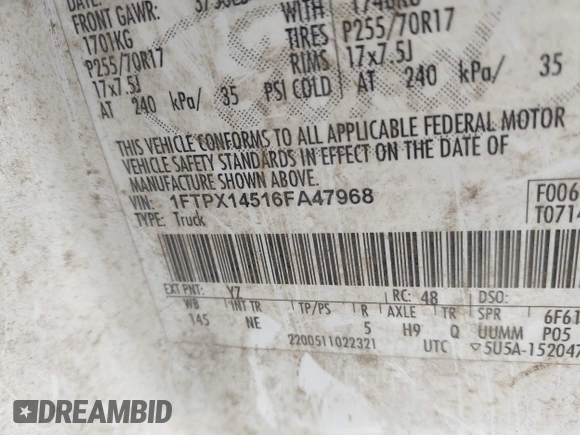 FRONT GAWR:
1701KG
P255/70R17
17x7.5J
AT 240 kPa/ 35 PSI COLD
WITH
TIRES P255/70R17
RIMS 17x7.5J
AT 240 kPa/ 35
THIS VEHICLE CONFORMS TO ALL APPLICABLE FEDERAL MOTOR
VEHICLE SAFETY STANDARDS IN EFFECT ON THE DATE OF
MANUFACTURE SHOWN ABOVE.
VIN: 1FTPX14516FA47968
TYPE: Truck
F006
T0714
EXT PNT: Y7 RC: 48 DSO:
WB INT TR TP/PS R AXLE TR SPR 6F61
145 NE 5 H9 Q UUMM P05
2200511022321 UTC ▽5U5A-152047
DREAMBID